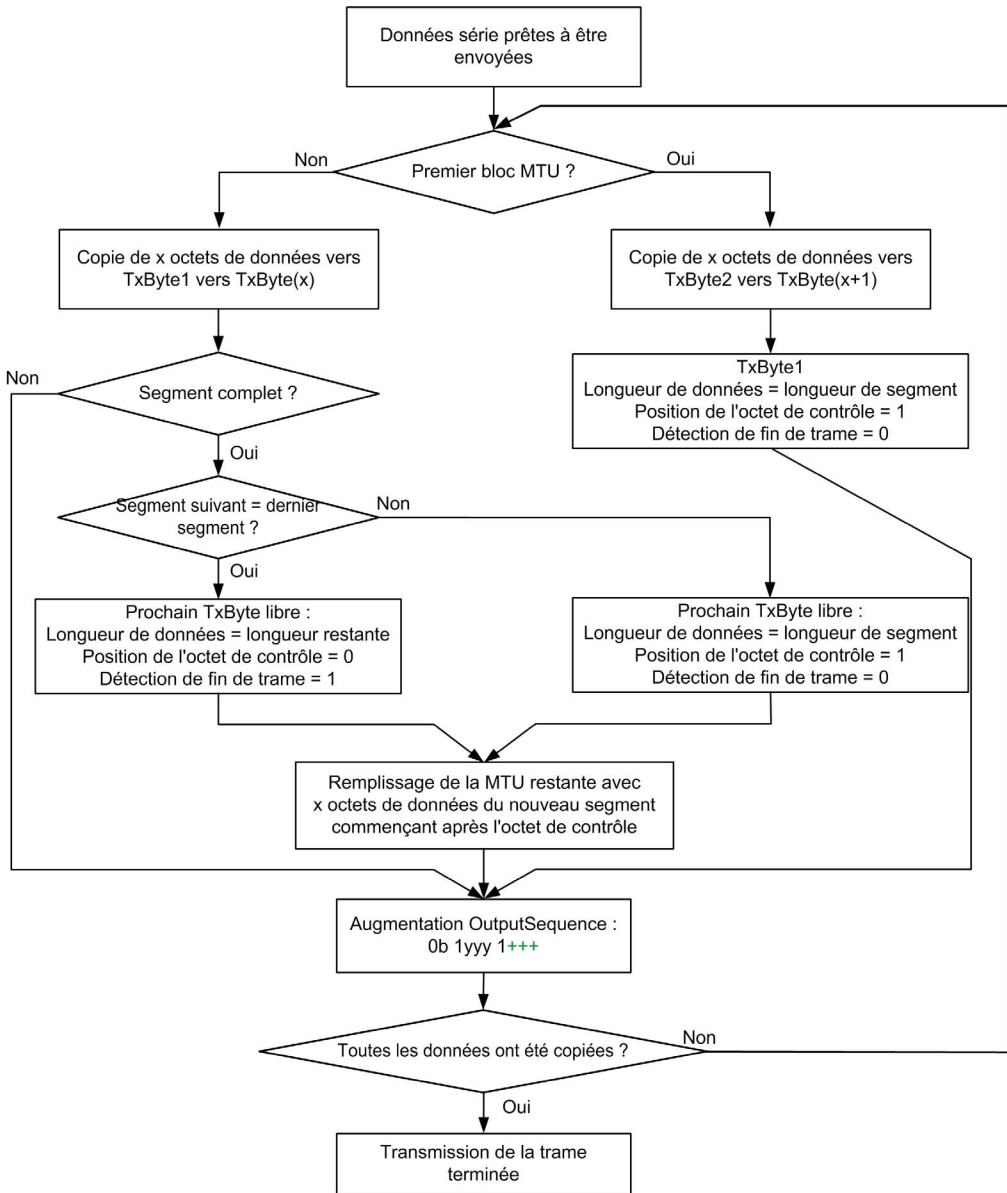 Données série prêtes à être
envoyées
Non
Premier bloc MTU ?
Oui
Copie de x octets de données vers
TxByte1 vers TxByte(x)
Copie de x octets de données vers
TxByte2 vers TxByte(x+1)
Non
Segment complet ?
TxByte1
Longueur de données = longueur de segment
Position de l'octet de contrôle = 1
Détection de fin de trame = 0
Oui
Segment suivant = dernier
segment ?
Non
Oui
Prochain TxByte libre :
Longueur de données = longueur restante
Position de l'octet de contrôle = 0
Détection de fin de trame = 1
Prochain TxByte libre :
Longueur de données = longueur de segment
Position de l'octet de contrôle = 1
Détection de fin de trame = 0
Remplissage de la MTU restante avec
x octets de données du nouveau segment
commençant après l'octet de contrôle
Augmentation OutputSequence :
0b 1yyy 1+++
Toutes les données ont été copiées ?
Non
Oui
Transmission de la trame
terminée